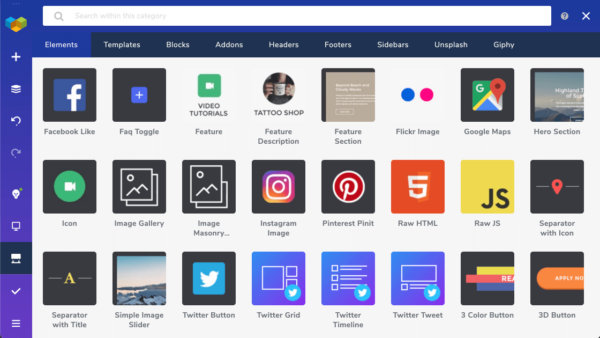 Search within this category
Elements Templates Blocks Addons Headers Footers Sidebars Unsplash Giphy
VIDEO
TUTORIALS
TATTOO SHOP
Facebook Like Faq Toggle Feature Feature Description Feature Section Flickr Image Google Maps Hero Section
5
JS
Icon Image Gallery Image Masonry... Instagram Image Pinterest Pinit Raw HTML Raw JS Separator with Icon
A
REA
APPLY NO
Separator with Title Simple Image Slider Twitter Button Twitter Grid Twitter Timeline Twitter Tweet 3 Color Button 3D Button